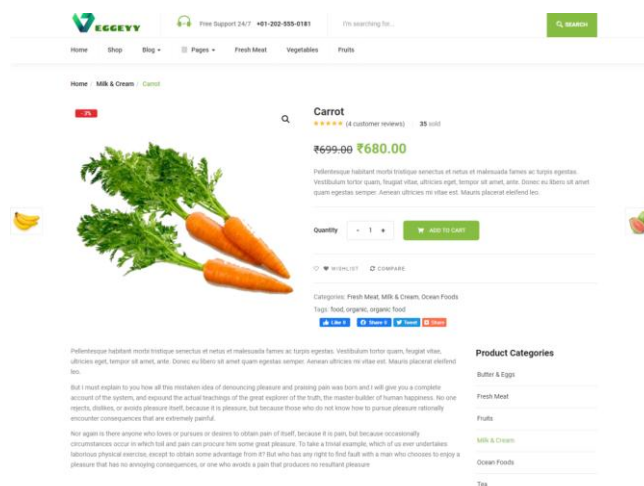 VEGGEYY
Free Support 24/7 +01-202-555-0181
I'm searching for...
SEARCH
Home Shop Blog Pages Fresh Meat Vegetables Fruits
Home / Milk & Cream / Carrot
- 3%
Carrot
(4 customer reviews) 35 sold
₹699.00 ₹680.00
Pellentesque habitant morbi tristique senectus et netus et malesuada fames ac turpis egestas.
Vestibulum tortor quam, feugiat vitae, ultricies eget, tempor sit amet, ante. Donec eu libero sit amet
quam egestas semper. Aenean ultricies mi vitae est. Mauris placerat eleifend leo.
Quantity - 1 + ADD TO CART
WISHLIST COMPARE
Categories: Fresh Meat, Milk & Cream, Ocean Foods
Tags: food, organic, organic food
Like 0 Share 0 Tweet Share
Pellentesque habitant morbi tristique senectus et netus et malesuada fames ac turpis egestas. Vestibulum tortor quam, feugiat vitae,
ultricies eget, tempor sit amet, ante. Donec eu libero sit amet quam egestas semper. Aenean ultricies mi vitae est. Mauris placerat eleifend
leo.
But I must explain to you how all this mistaken idea of denouncing pleasure and praising pain was born and I will give you a complete
account of the system, and expound the actual teachings of the great explorer of the truth, the master builder of human happiness. No one
rejects, dislikes, or avoids pleasure itself, because it is pleasure, but because those who do not know how to pursue pleasure rationally
encounter consequences that are extremely painful.
Nor again is there anyone who loves or pursues or desires to obtain pain of itself, because it is pain, but because occasionally
circumstances occur in which toil and pain can procure him some great pleasure. To take a trivial example, which of us ever undertakes
laborious physical exercise, except to obtain some advantage from it? But who has any right to find fault with a man who chooses to enjoy a
pleasure that has no annoying consequences, or one who avoids a pain that produces no resultant pleasure
Product Categories
Butter & Eggs
Fresh Meat
Fruits
Milk & Cream
Ocean Foods
Tea